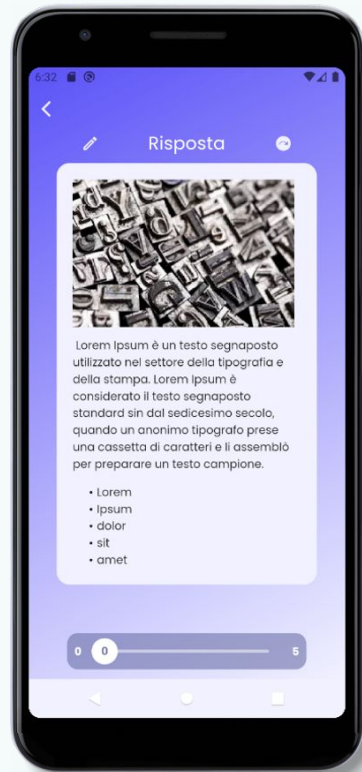 6:32
Risposta
Lorem Ipsum è un testo segnaposto
utilizzato nel settore della tipografia e
della stampa. Lorem Ipsum è
considerato il testo segnaposto
standard sin dal sedicesimo secolo,
quando un anonimo tipografo prese
una cassetta di caratteri e li assemblò
per preparare un testo campione.
• Lorem
• Ipsum
• dolor
• sit
• amet
0 0 5